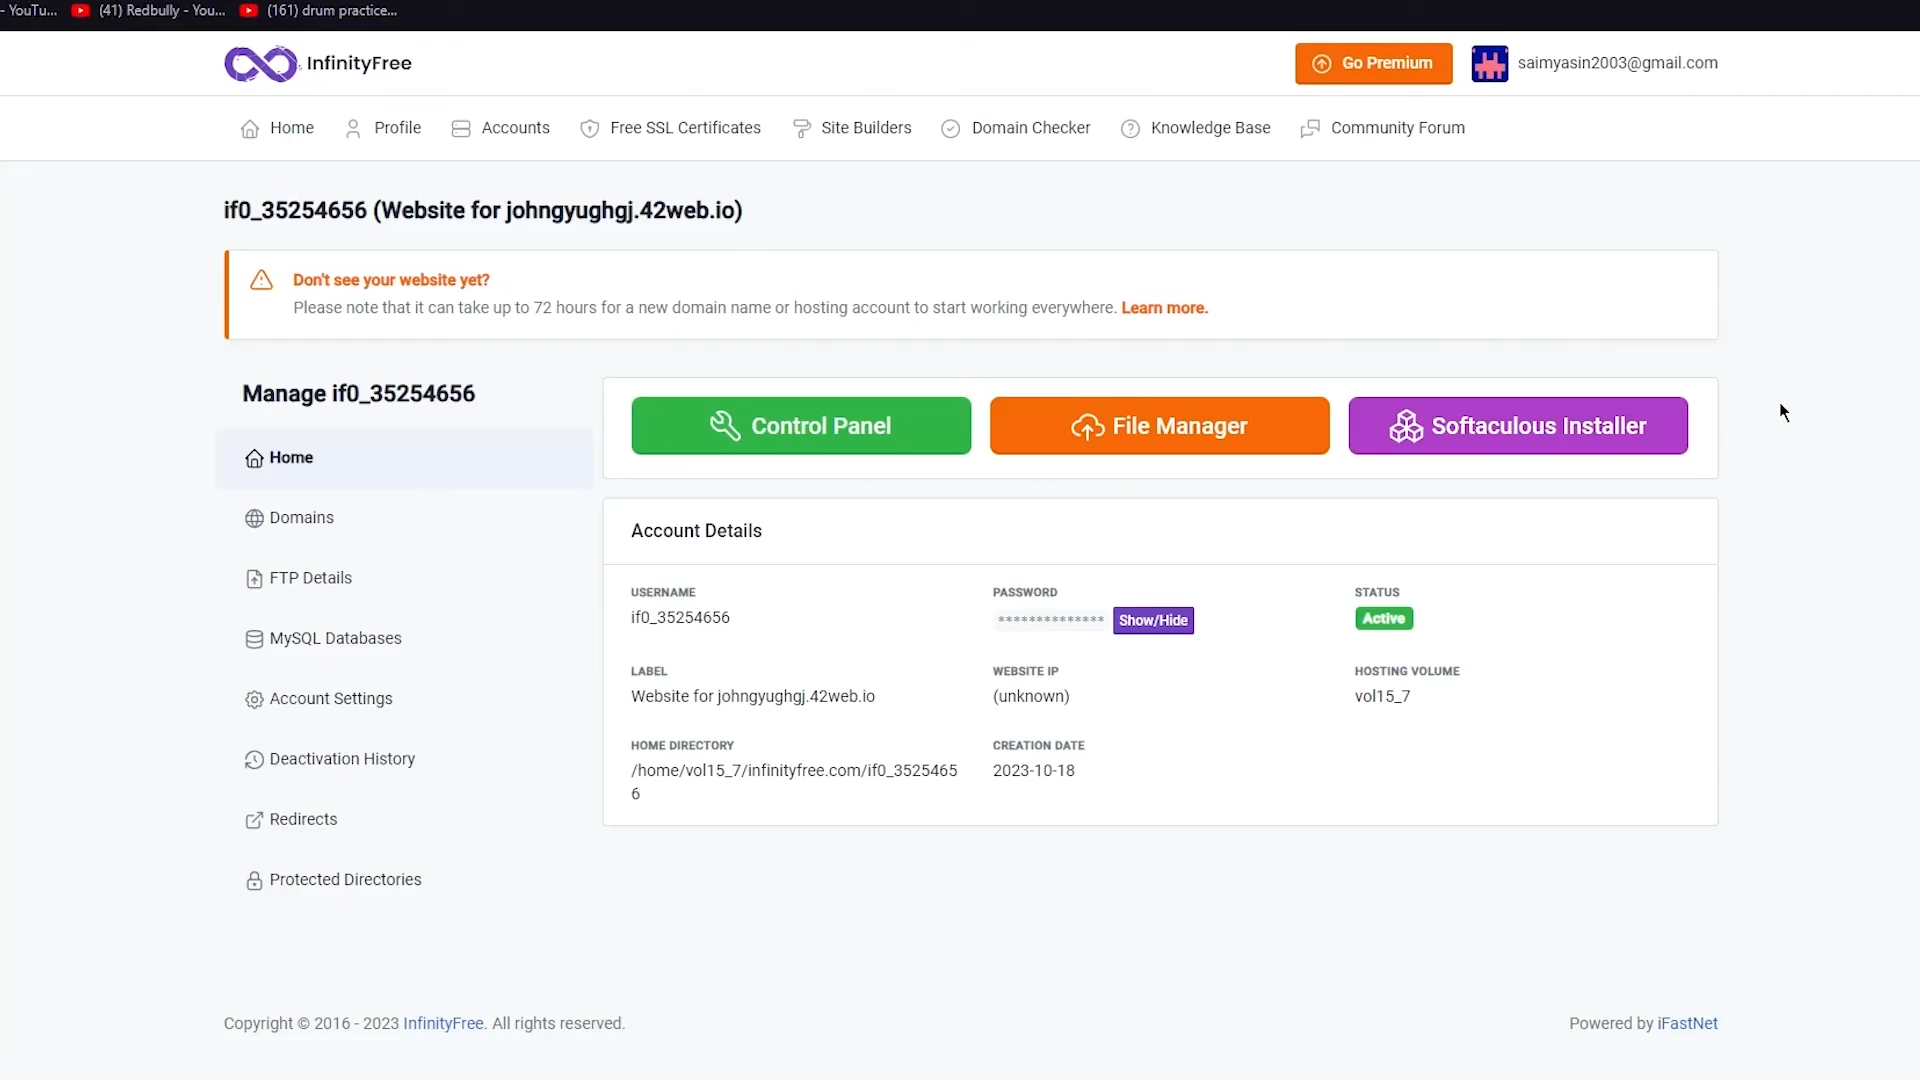 - YouTu...
(41) Redbully - You...
(161) drum practice...
InfinityFree
Go Premium
saimyasin2003@gmail.com
Home
Profile
Accounts
Free SSL Certificates
Site Builders
Domain Checker
Knowledge Base
Community Forum
if0_35254656 (Website for johngyughgj.42web.io)
Don't see your website yet?
Please note that it can take up to 72 hours for a new domain name or hosting account to start working everywhere. Learn more.
Manage if0_35254656
Home
Domains
FTP Details
MySQL Databases
Account Settings
Deactivation History
Redirects
Protected Directories
Control Panel
File Manager
Softaculous Installer
Account Details
USERNAME
if0_35254656
PASSWORD
************** Show/Hide
STATUS
Active
LABEL
Website for johngyughgj.42web.io
WEBSITE IP
(unknown)
HOSTING VOLUME
vol15_7
HOME DIRECTORY
/home/vol15_7/infinityfree.com/if0_3525465
6
CREATION DATE
2023-10-18
Copyright © 2016 - 2023 InfinityFree. All rights reserved.
Powered by iFastNet